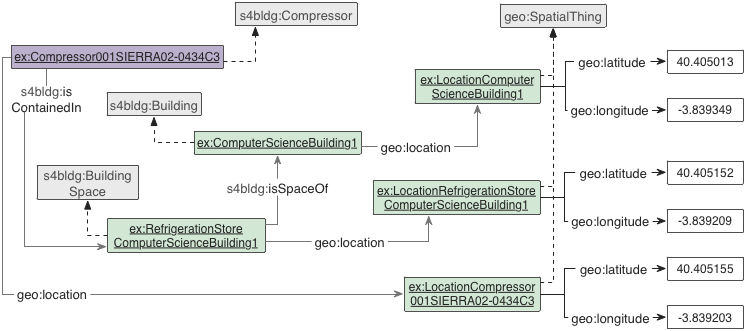 s4bldg:Compressor
geo:SpatialThing
ex:Compressor001SIERRA02-0434C3
s4bldg:is
ContainedIn
s4bldg:Building
ex:LocationComputer
ScienceBuilding1
geo:latitude
40.405013
geo:longitude
-3.839349
ex:ComputerScienceBuilding1
geo:location
s4bldg:Building
Space
s4bldg:isSpaceOf
ex:LocationRefrigerationStore
ComputerScienceBuilding1
geo:latitude
40.405152
geo:longitude
-3.839209
ex:RefrigerationStore
ComputerScienceBuilding1
geo:location
geo:location
ex:LocationCompressor
001SIERRA02-0434C3
geo:latitude
40.405155
geo:longitude
-3.839203